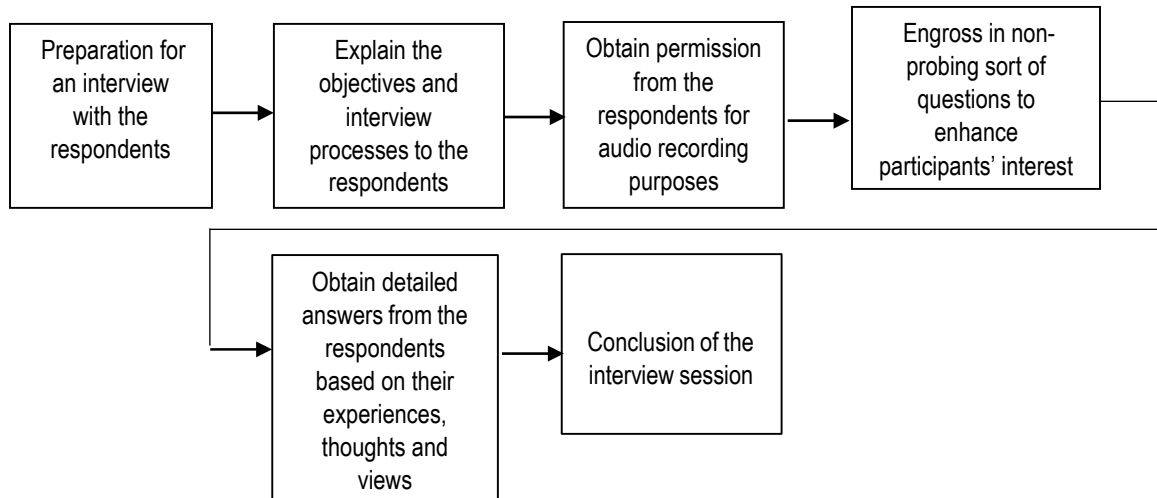 Preparation for
an interview
with the
respondents
Explain the
objectives and
interview
processes to the
respondents
Obtain permission
from the
respondents for
audio recording
purposes
Engross in non-
probing sort of
questions to
enhance
participants’ interest
Obtain detailed
answers from the
respondents
based on their
experiences,
thoughts and
views
Conclusion of the
interview session